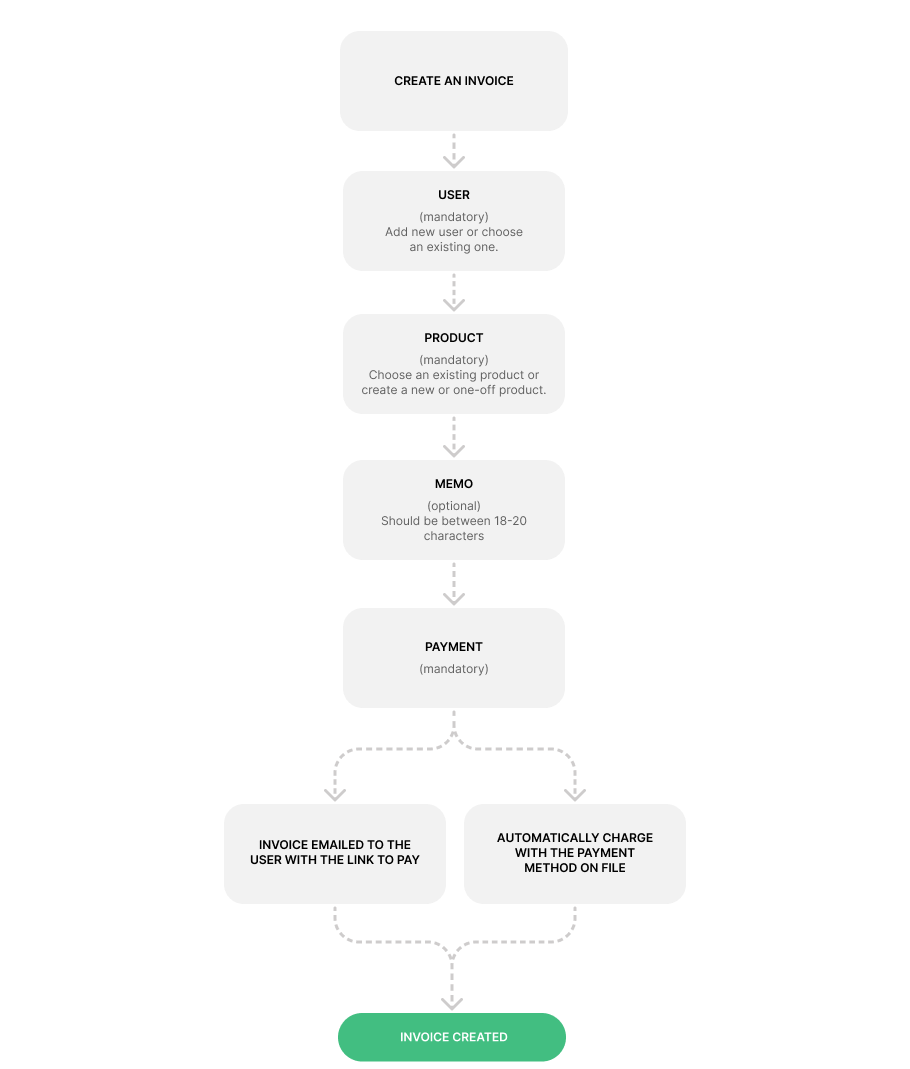 CREATE AN INVOICE
USER
(mandatory)
Add new user or choose
an existing one.
PRODUCT
(mandatory)
Choose an existing product or
create a new or one-off product.
MEMO
(optional)
Should be between 18-20
characters
PAYMENT
(mandatory)
INVOICE EMAILED TO THE
USER WITH THE LINK TO PAY
AUTOMATICALLY CHARGE
WITH THE PAYMENT
METHOD ON FILE
INVOICE CREATED